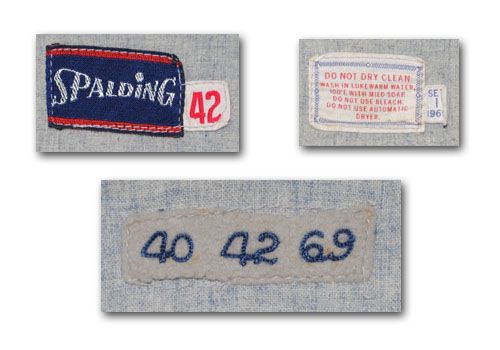 SPALDING
42
DO NOT DRY CLEAN
WASH IN LUKEWARM WATER,
100°F. WITH MILD SOAP.
DO NOT USE BLEACH.
DO NOT USE AUTOMATIC
DRYER.
SET
1
196
40 42 69